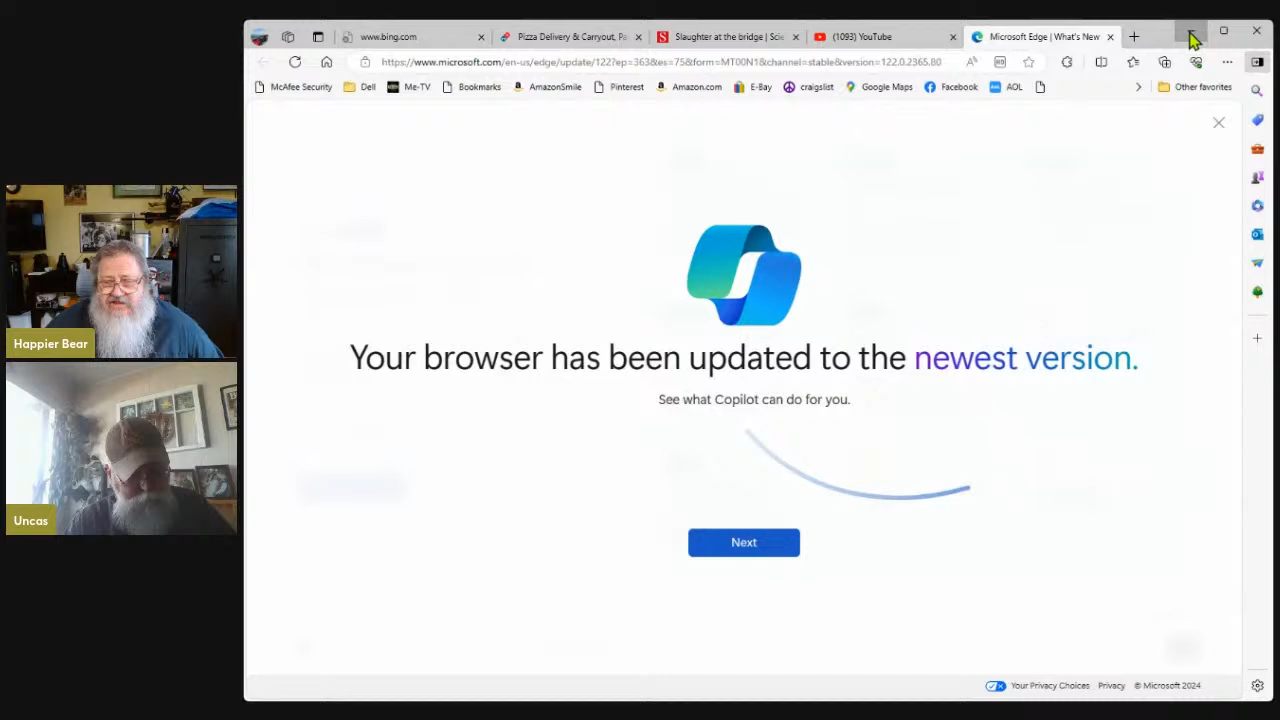 www.bing.com
Pizza Delivery & Carryout, Pa
Slaughter at the bridge | Scie
(1093) YouTube
Microsoft Edge | What's New
https://www.microsoft.com/en-us/edge/update/122?ep=363&es=75&form=MT00N1&channel=stable&version=122.0.2365.80
McAfee Security
Dell
Me-TV
Bookmarks
AmazonSmile
Pinterest
Amazon.com
E-Bay
craigslist
Google Maps
Facebook
AOL
Other favorites
Your browser has been updated to the newest version.
See what Copilot can do for you.
Happier Bear
Uncas
Next
Your Privacy Choices
Privacy
© Microsoft 2024